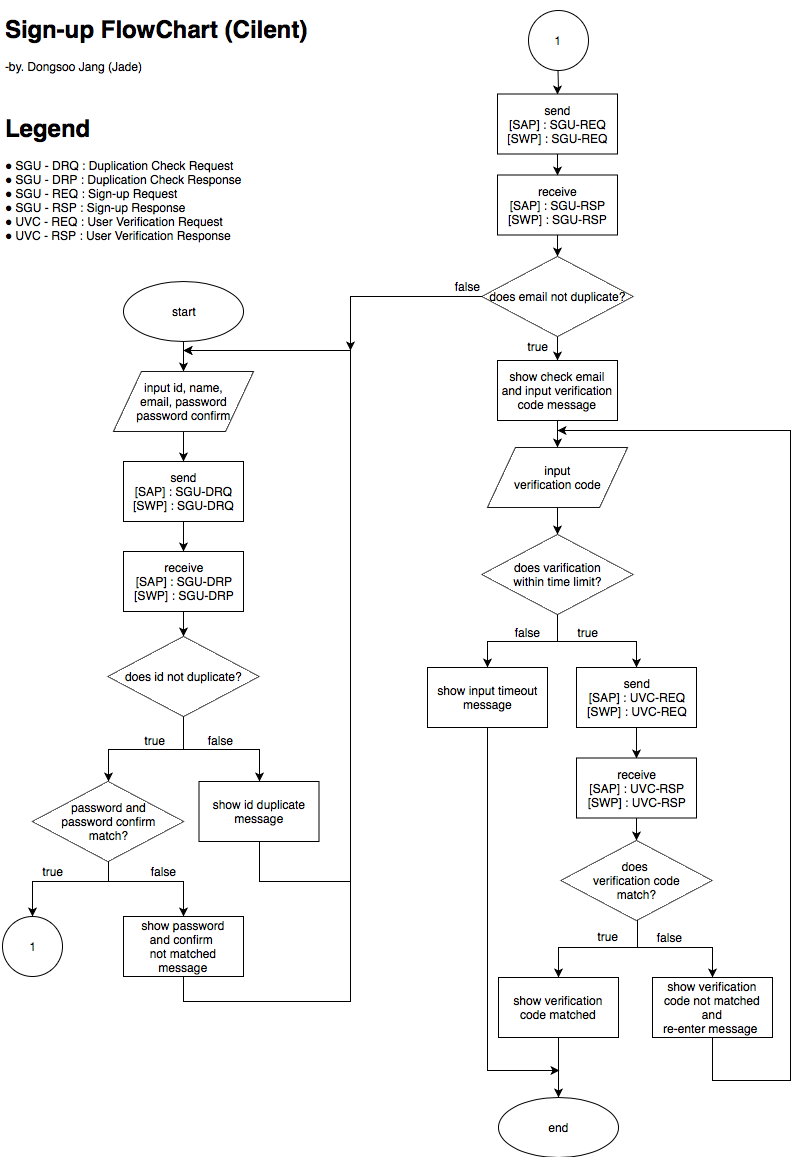 Sign-up FlowChart (Cilent)
-by. Dongsoo Jang (Jade)
Legend
● SGU - DRQ : Duplication Check Request
● SGU - DRP : Duplication Check Response
● SGU - REQ : Sign-up Request
● SGU - RSP : Sign-up Response
● UVC - REQ : User Verification Request
● UVC - RSP : User Verification Response
start
input id, name,
email, password
password confirm
send
[SAP] : SGU-DRQ
[SWP] : SGU-DRQ
receive
[SAP] : SGU-DRP
[SWP] : SGU-DRP
does id not duplicate?
true
false
password and
password confirm
match?
show id duplicate
message
true
false
1
show password
and confirm
not matched
message
1
send
[SAP] : SGU-REQ
[SWP] : SGU-REQ
receive
[SAP] : SGU-RSP
[SWP] : SGU-RSP
false
does email not duplicate?
true
show check email
and input verification
code message
input
verification code
does varification
within time limit?
false
true
show input timeout
message
send
[SAP] : UVC-REQ
[SWP] : UVC-REQ
receive
[SAP] : UVC-RSP
[SWP] : UVC-RSP
does
verification code
match?
true
false
show verification
code matched
show verification
code not matched
and
re-enter message
end